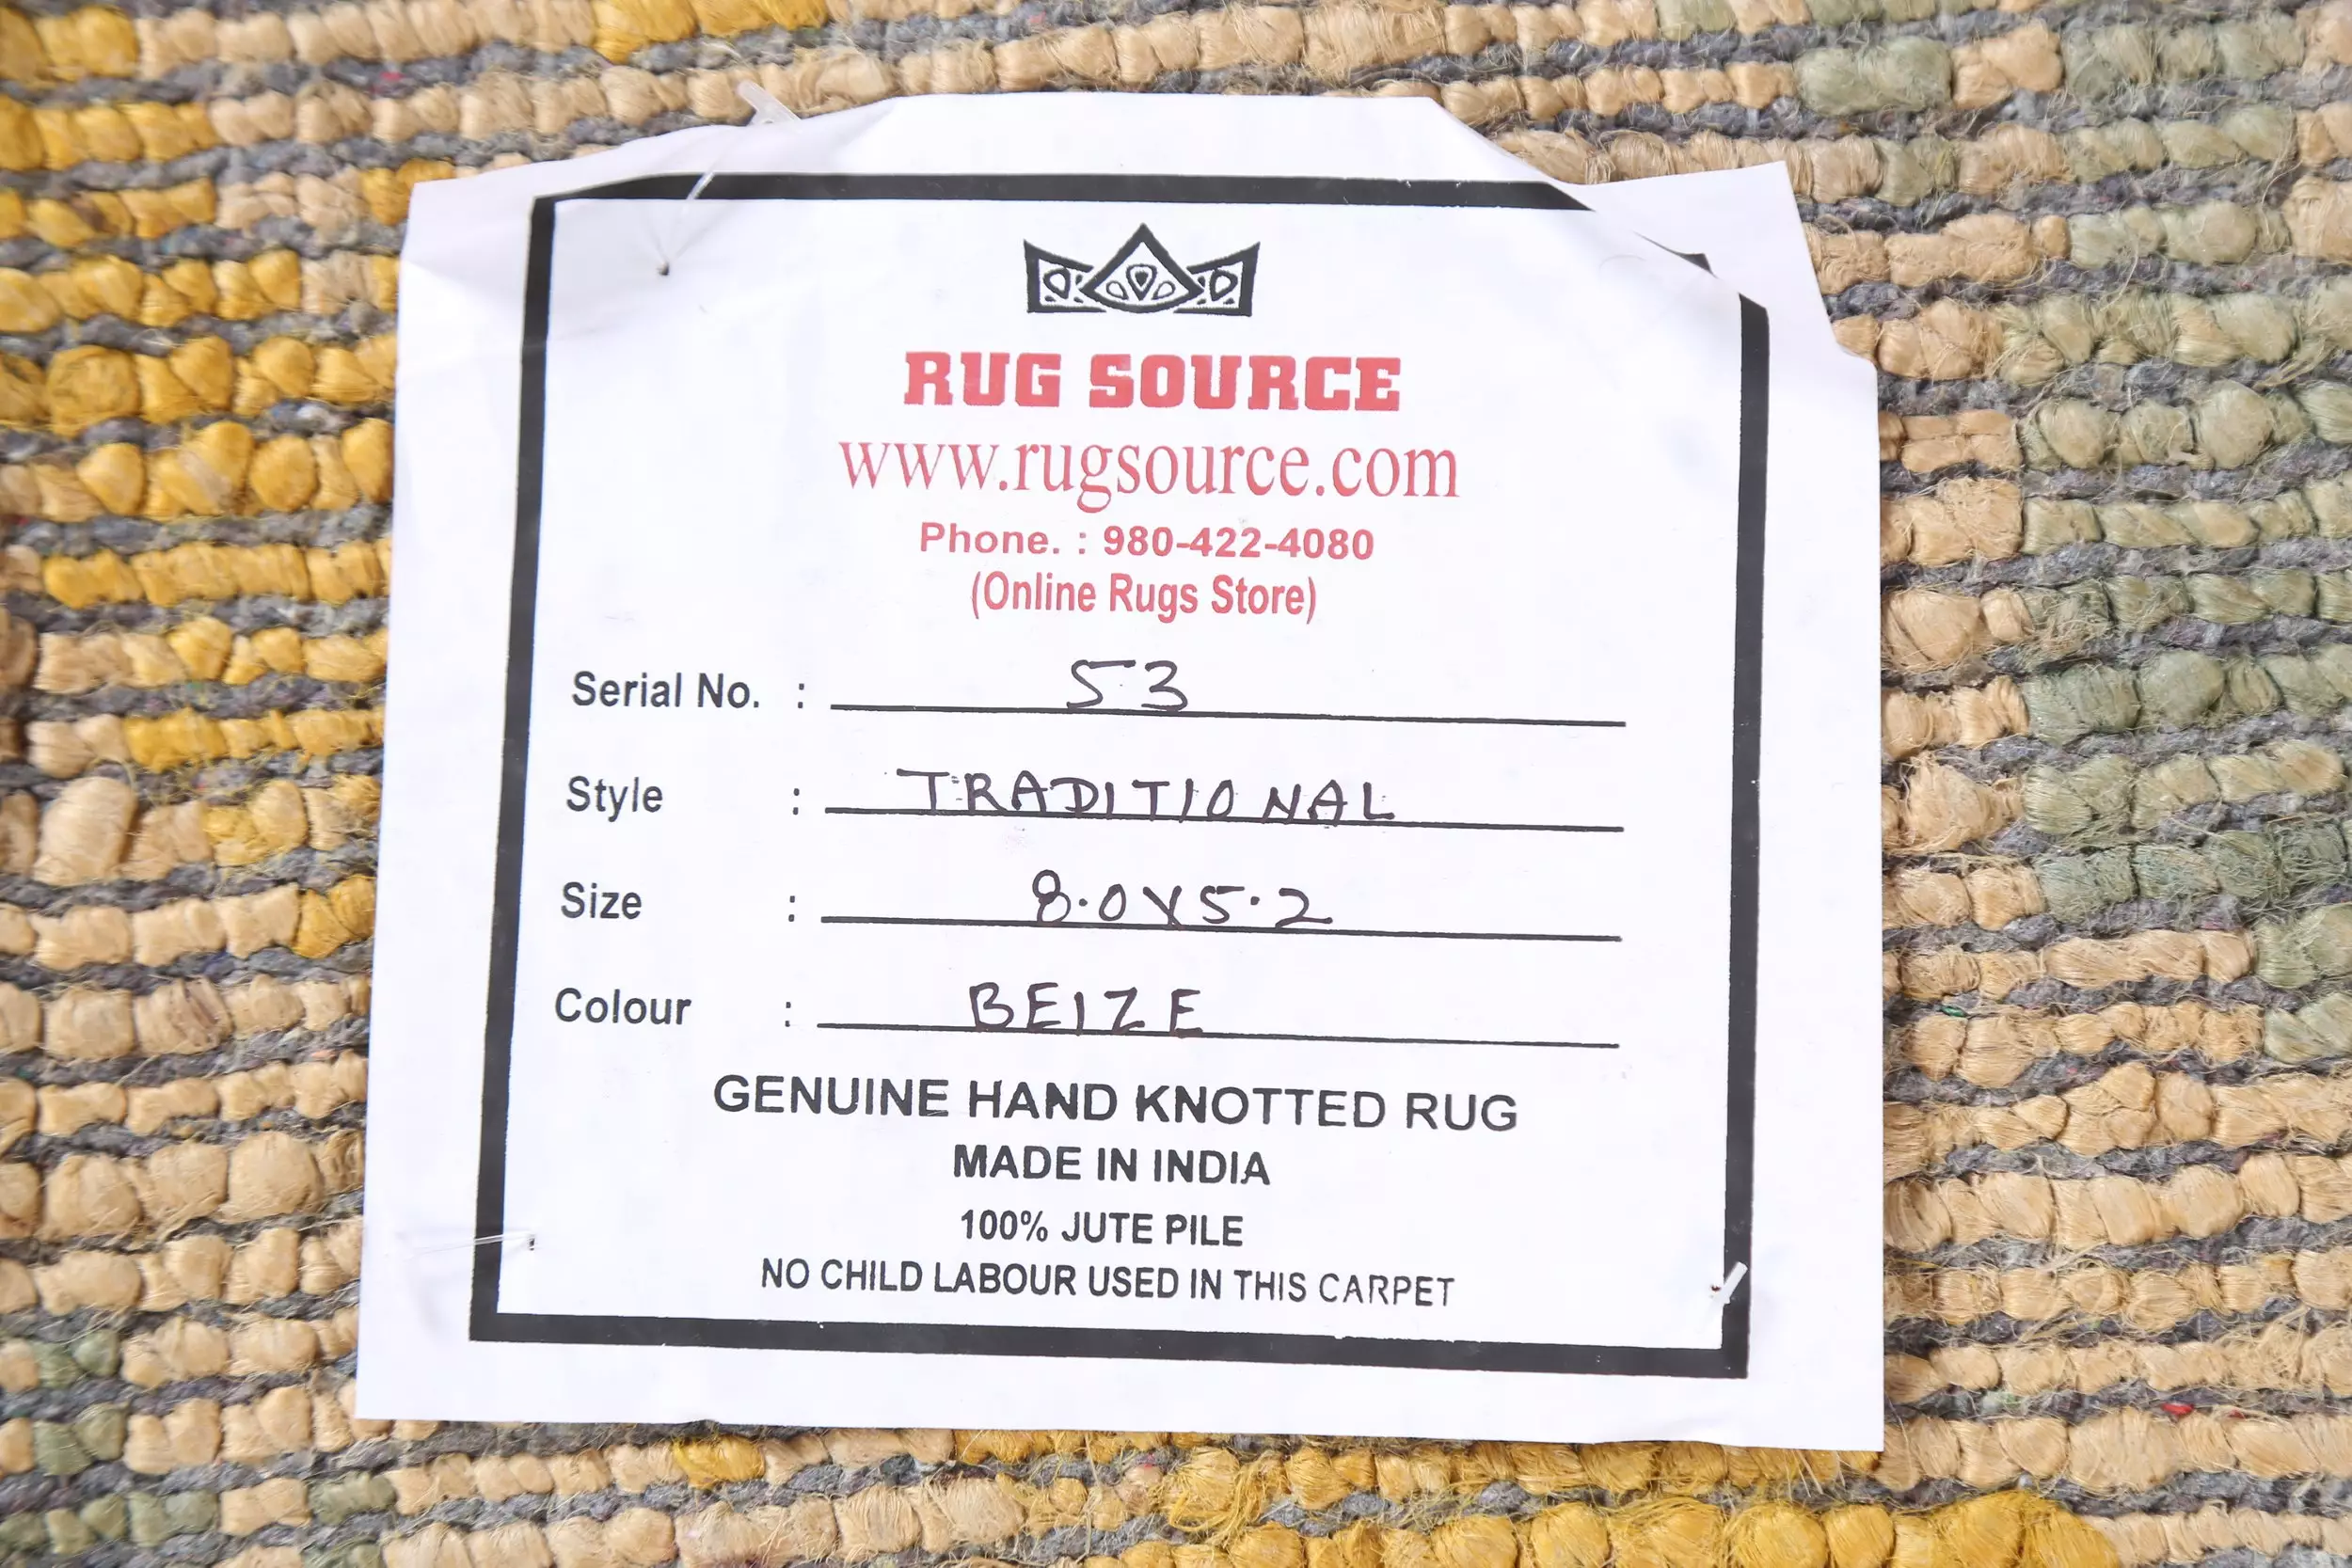 RUG SOURCE
www.rugsource.com
Phone. : 980-422-4080
(Online Rugs Store)
Serial No. : 53
Style : TRADITIONAL
Size : 8.0X5.2
Colour : BEIZE
GENUINE HAND KNOTTED RUG
MADE IN INDIA
100% JUTE PILE
NO CHILD LABOUR USED IN THIS CARPET